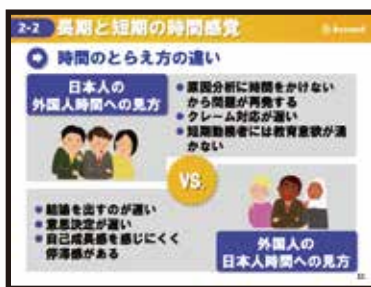 2-2 長期と短期の時間感覚
時間のとらえ方の違い
日本人の
外国人時間への見方
● 原因分析に時間をかけない
から問題が再発する
● クレーム対応が遅い
● 短期勤務者には教育意欲が湧
かない
VS.
● 結論を出すのが遅い
● 意思決定が遅い
● 自己成長感を感じにくく
停滞感がある
外国人の
日本人時間への見方